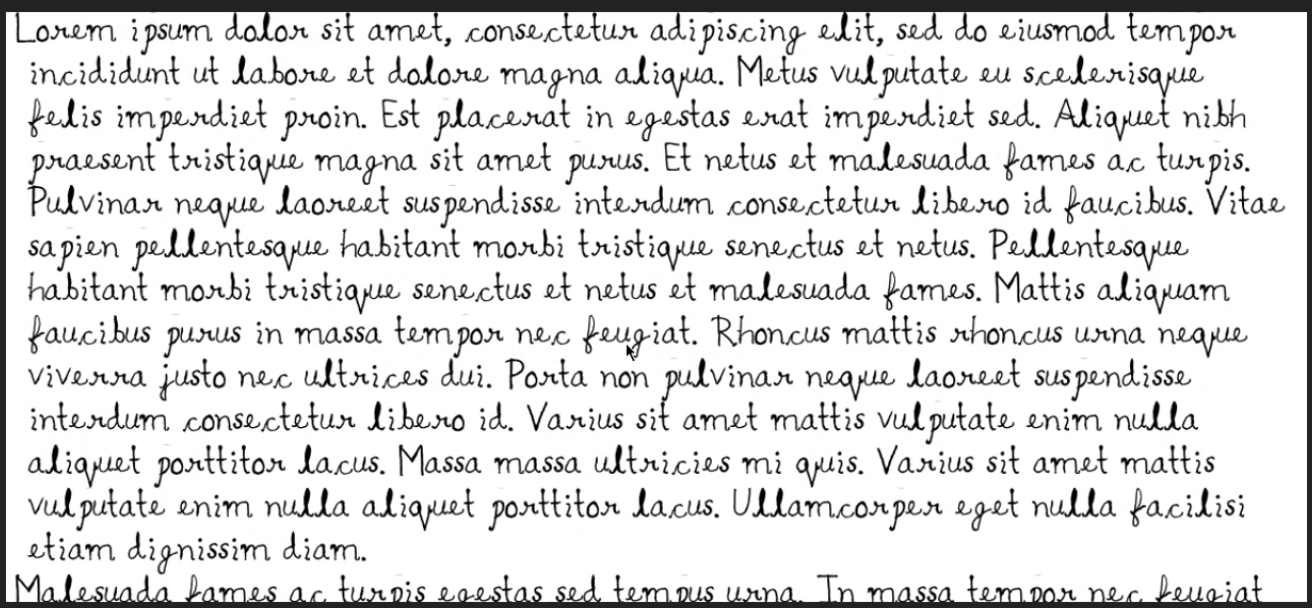 Lorem ipsum dolor sit amet, consectetur adipiscing elit, sed do eiusmod tempor
incididunt ut labore et dolore magna aliqua. Metus vulputate eu scelerisque
felis imperdiet proin. Est placerat in egestas erat imperdiet sed. Aliquet nibh
praesent tristique magna sit amet purus. Et netus et malesuada fames ac turpis.
Pulvinar neque laoreet suspendisse interdum consectetur libero id faucibus. Vitae
sapien pellentesque habitant morbi tristique senectus et netus. Pellentesque
habitant morbi tristique senectus et netus et malesuada fames. Mattis aliquam
faucibus purus in massa tempor nec feugiat. Rhoncus mattis rhoncus urna neque
viverra justo nec ultrices dui. Porta non pulvinar neque laoreet suspendisse
interdum consectetur libero id. Varius sit amet mattis vulputate enim nulla
aliquet porttitor lacus. Massa massa ultricies mi quis. Varius sit amet mattis
vulputate enim nulla aliquet porttitor lacus. Ullamcorper eget nulla facilisi
etiam dignissim diam.
Malesuada fames ac turpis egestas sed tempus urna. In massa tempor nec feugiat